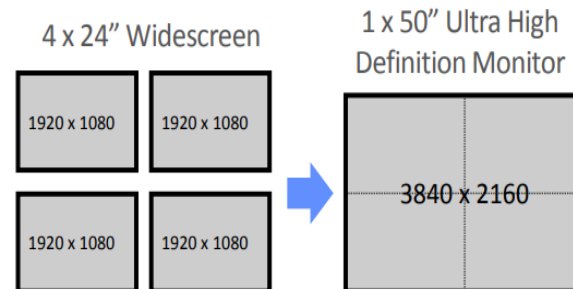 4 x 24” Widescreen
1 x 50” Ultra High
Definition Monitor
1920 x 1080
1920 x 1080
1920 x 1080
1920 x 1080
3840 x 2160